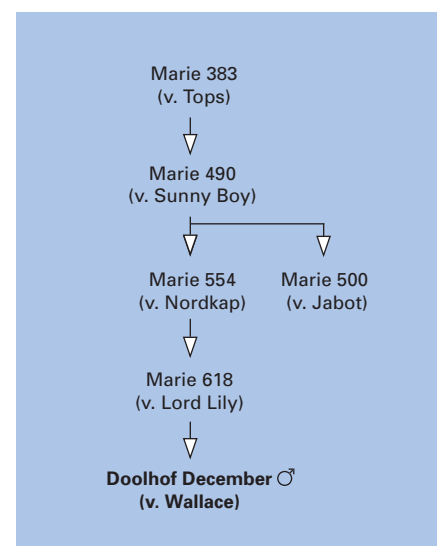 Marie 383
(v. Tops)
Marie 490
(v. Sunny Boy)
Marie 554
(v. Nordkap)
Marie 500
(v. Jabot)
Marie 618
(v. Lord Lily)
Doolhof December ♂
(v. Wallace)